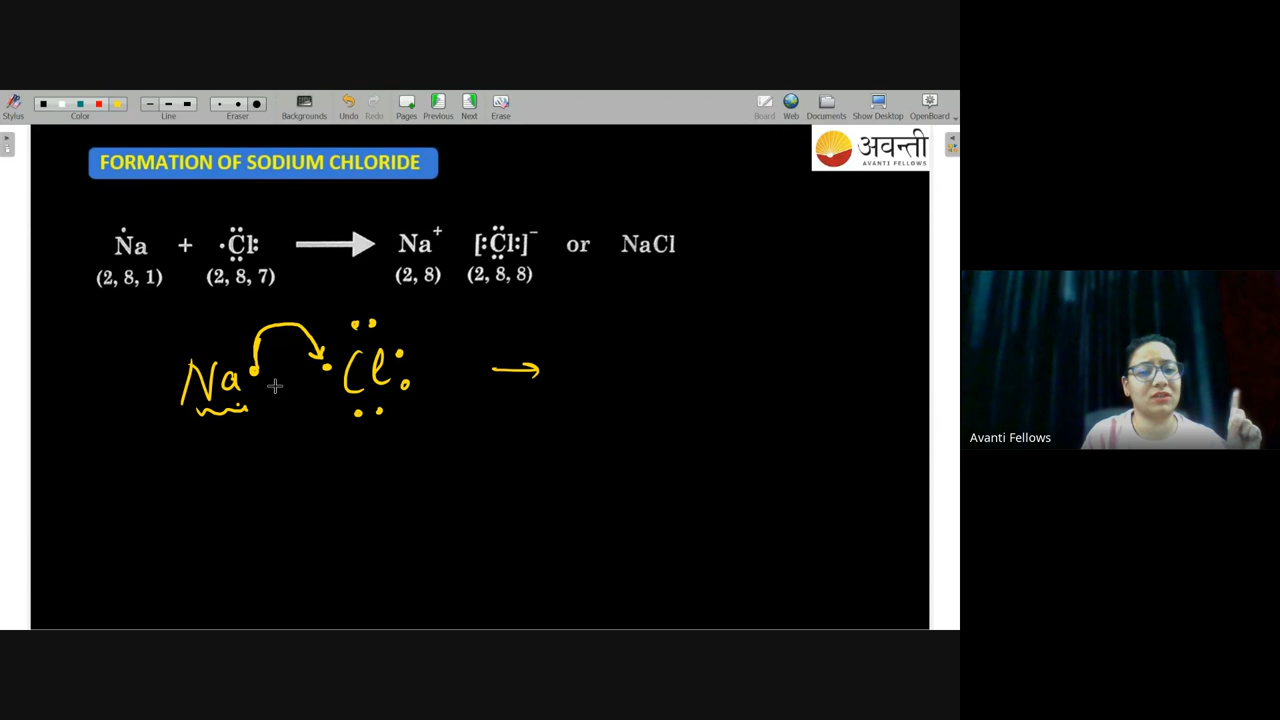 Stylus Color Line Eraser Backgrounds Undo Redo Pages Previous Next Erase Board Web Documents Show Desktop OpenBoard
FORMATION OF SODIUM CHLORIDE
अवन्ती
AVANTI FELLOWS
Na + Cl → Na⁺ [:Cl:]⁻ or NaCl
(2, 8, 1) (2, 8, 7) (2, 8) (2, 8, 8)
Na Cl →
Avanti Fellows